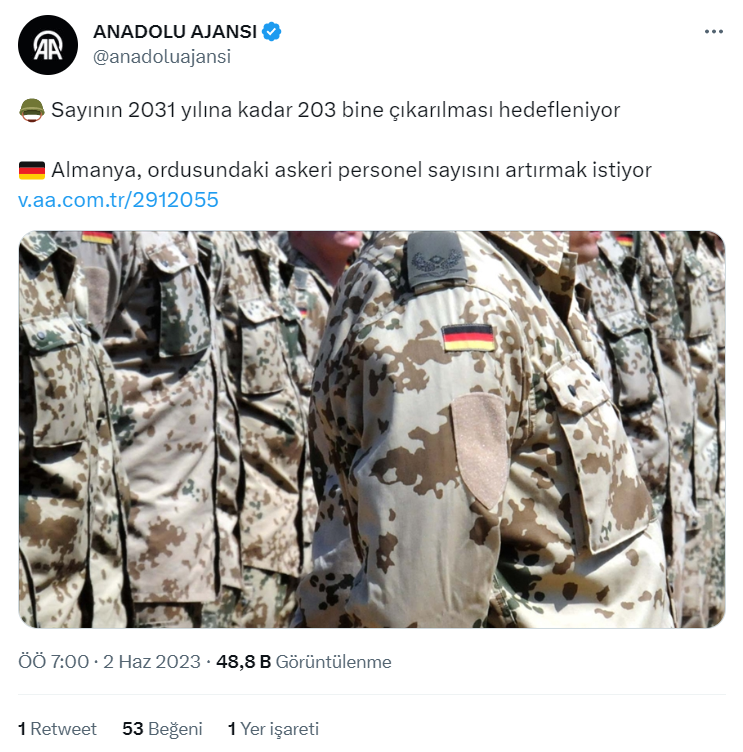 ANADOLU AJANSI
@anadoluajansi
Sayının 2031 yılına kadar 203 bine çıkarılması hedefleniyor
Almanya, ordusundaki askeri personel sayısını artırmak istiyor
v.aa.com.tr/2912055
ÖÖ 7:00 · 2 Haz 2023 · 48,8 B Görüntülenme
1 Retweet 53 Beğeni 1 Yer işareti